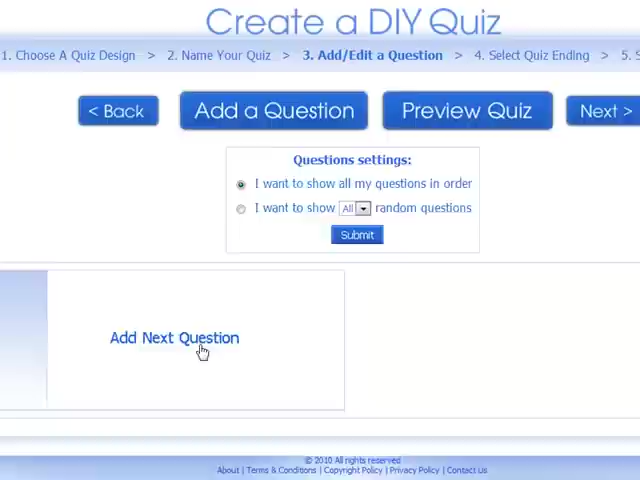 Create a DIY Quiz
1. Choose A Quiz Design > 2. Name Your Quiz > 3. Add/Edit a Question > 4. Select Quiz Ending > 5. S
< Back Add a Question Preview Quiz Next >
Questions settings:
I want to show all my questions in order
I want to show All random questions
Submit
Add Next Question
© 2010 All rights reserved
About | Terms & Conditions | Copyright Policy | Privacy Policy | Contact Us